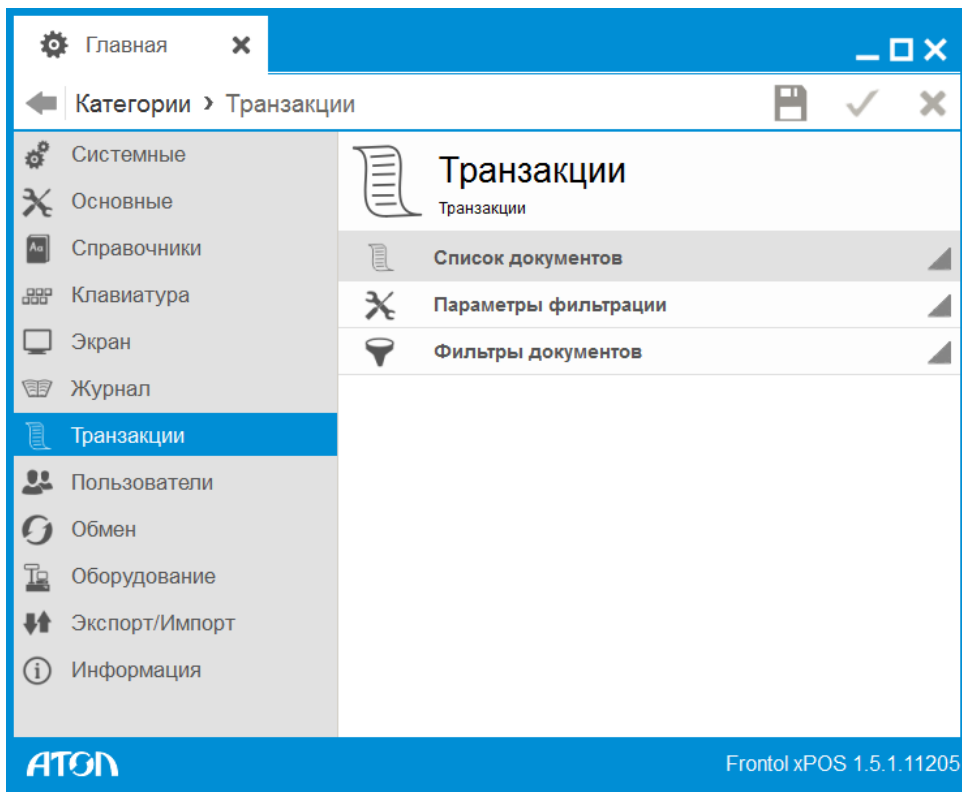 Главная
Категории > Транзакции
Системные
Основные
Справочники
Клавиатура
Экран
Журнал
Транзакции
Пользователи
Обмен
Оборудование
Экспорт/Импорт
Информация
Транзакции
Транзакции
Список документов
Параметры фильтрации
Фильтры документов
АТОЛ
Frontol xPOS 1.5.1.11205